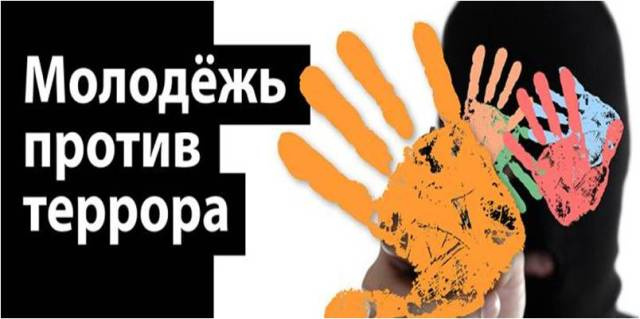 Молодёжь
против
террора